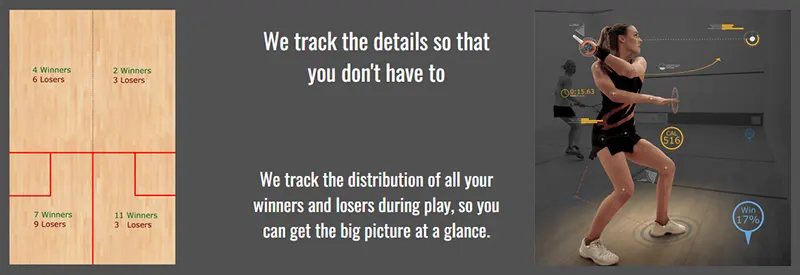 4 Winners
6 Losers
2 Winners
3 Losers
7 Winners
9 Losers
11 Winners
3 Losers
We track the details so that
you don't have to
We track the distribution of all your
winners and losers during play, so you
can get the big picture at a glance.
0:15.63
CAL
516
Win
17%